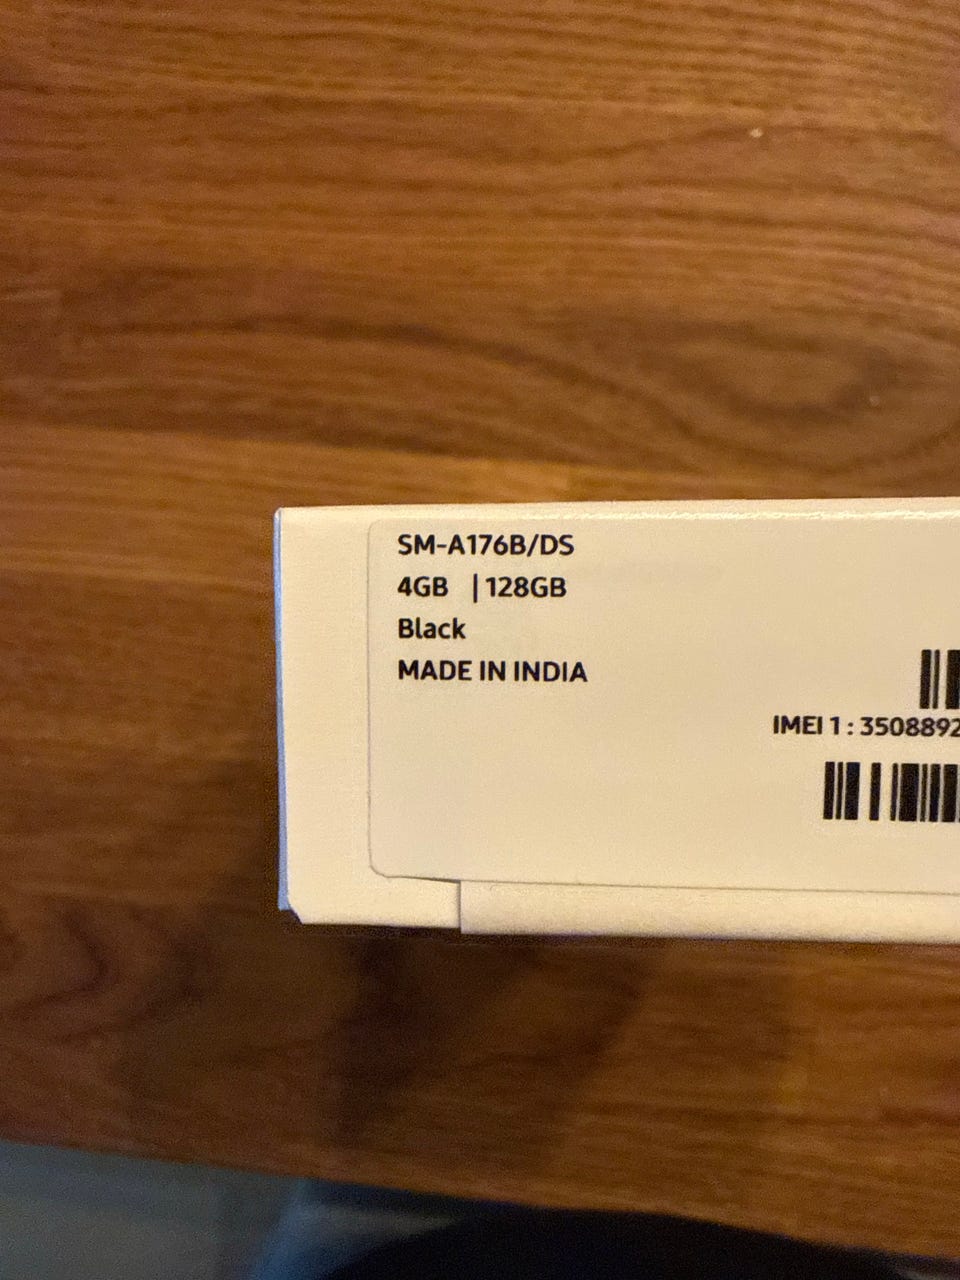 SM-A176B/DS
4GB | 128GB
Black
MADE IN INDIA
IMEI 1 : 3508892